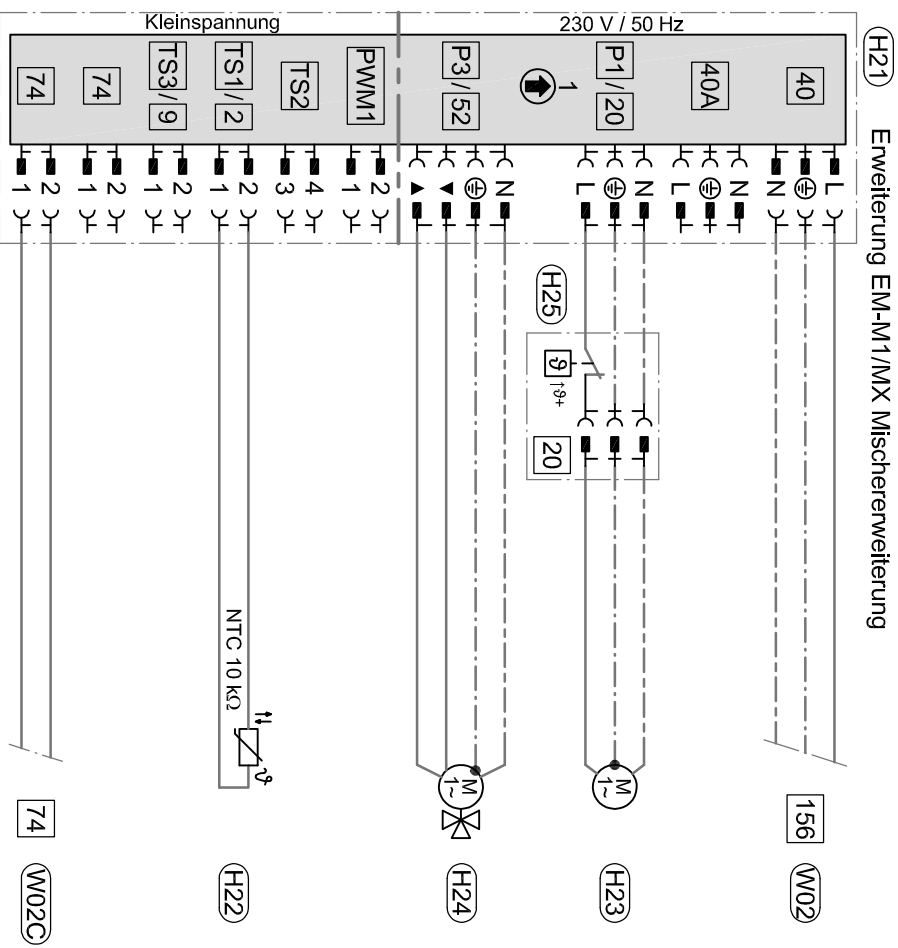 Kleinspannung
230 V / 50 Hz
H21
Erweiterung EM-M1/MX Mischererweiterung
74
74
TS3 / 9
TS1 / 2
TS2
PWM1
P3 / 52
1
P1 / 20
40A
40
1 2
1 2
1 2
1 2
3 4
1 2
▲ ▼ N
L N
L N
N L
H25
ϑ
↑ϑ+
20
NTC 10 kΩ
ϑ
M
1~
M
1~
74
156
W02C
H22
H24
H23
W02